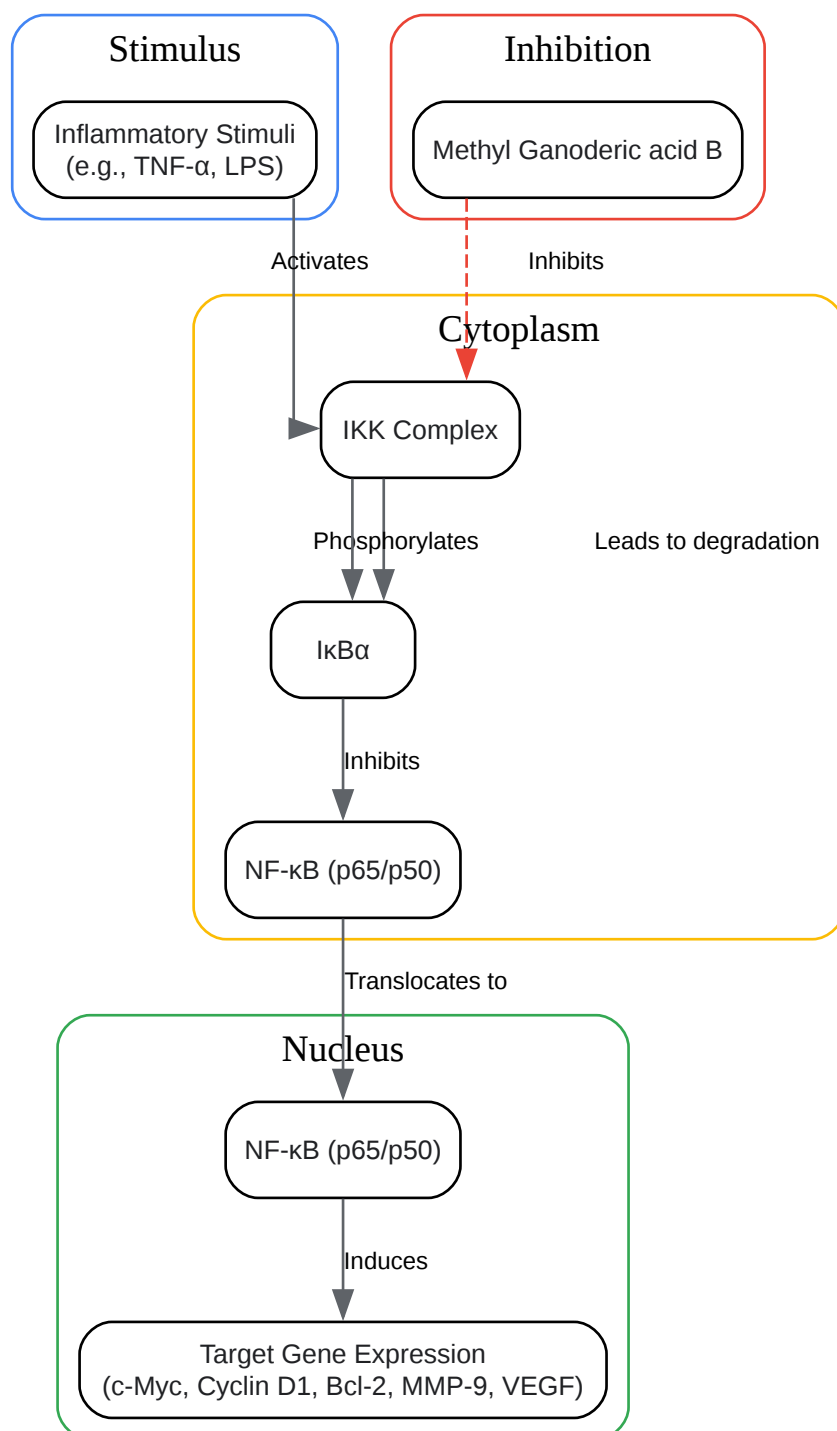 Stimulus
Inhibition
Inflammatory Stimuli
(e.g., TNF-α, LPS)
Methyl Ganoderic acid B
Activates
Inhibits
Cytoplasm
IKK Complex
Phosphorylates
Leads to degradation
IκBα
Inhibits
NF-κB (p65/p50)
Translocates to
Nucleus
NF-κB (p65/p50)
Induces
Target Gene Expression
(c-Myc, Cyclin D1, Bcl-2, MMP-9, VEGF)